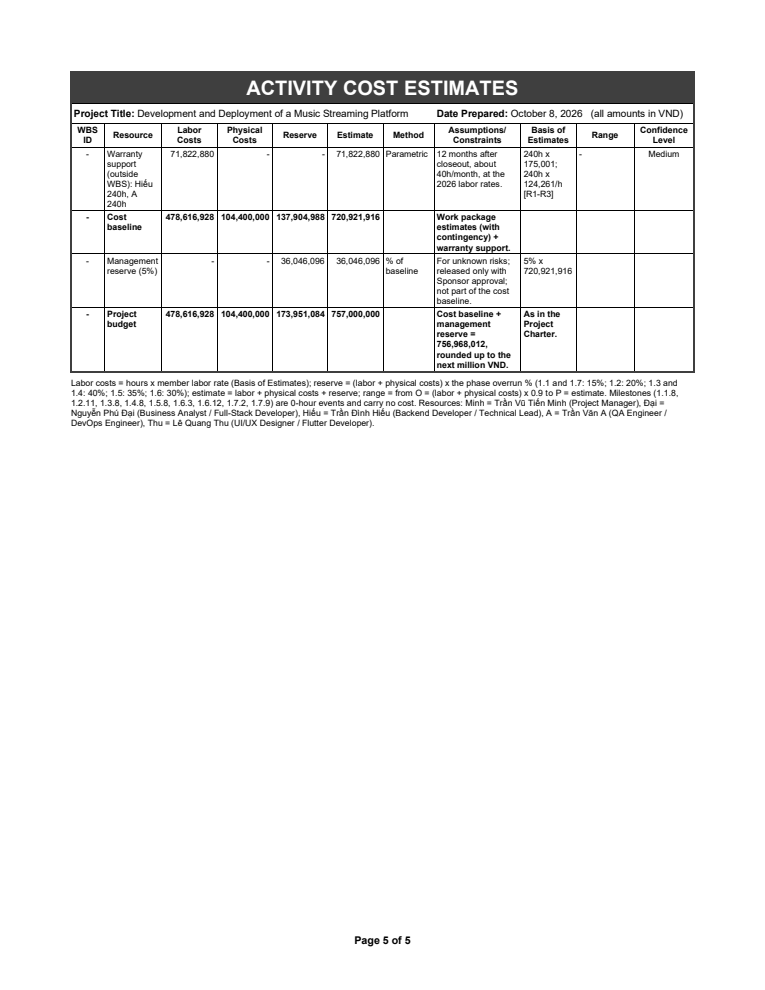 ACTIVITY COST ESTIMATES
Project Title: Development and Deployment of a Music Streaming Platform Date Prepared: October 8, 2026 (all amounts in VND)
WBS ID Resource Labor Costs Physical Costs Reserve Estimate Method Assumptions/ Constraints Basis of Estimates Range Confidence Level
- Warranty support (outside WBS): Hiếu 240h, A 240h 71,822,880 - - 71,822,880 Parametric 12 months after closeout, about 40h/month, at the 2026 labor rates. 240h x 175,001; 240h x 124,261/h [R1-R3] - Medium
- Cost baseline 478,616,928 104,400,000 137,904,988 720,921,916 Work package estimates (with contingency) + warranty support.
- Management reserve (5%) - - 36,046,096 36,046,096 % of baseline For unknown risks; released only with Sponsor approval; not part of the cost baseline. 5% x 720,921,916
- Project budget 478,616,928 104,400,000 173,951,084 757,000,000 Cost baseline + management reserve = 756,968,012, rounded up to the next million VND. As in the Project Charter.
Labor costs = hours x member labor rate (Basis of Estimates); reserve = (labor + physical costs) x the phase overrun % (1.1 and 1.7: 15%; 1.2: 20%; 1.3 and
1.4: 40%; 1.5: 35%; 1.6: 30%); estimate = labor + physical costs + reserve; range = from O = (labor + physical costs) x 0.9 to P = estimate. Milestones (1.1.8,
1.2.11, 1.3.8, 1.4.8, 1.5.8, 1.6.3, 1.6.12, 1.7.2, 1.7.9) are 0-hour events and carry no cost. Resources: Minh = Trần Vũ Tiến Minh (Project Manager), Đại =
Nguyễn Phú Đại (Business Analyst / Full-Stack Developer), Hiếu = Trần Đình Hiếu (Backend Developer / Technical Lead), A = Trần Văn A (QA Engineer /
DevOps Engineer), Thu = Lê Quang Thu (UI/UX Designer / Flutter Developer).
Page 5 of 5